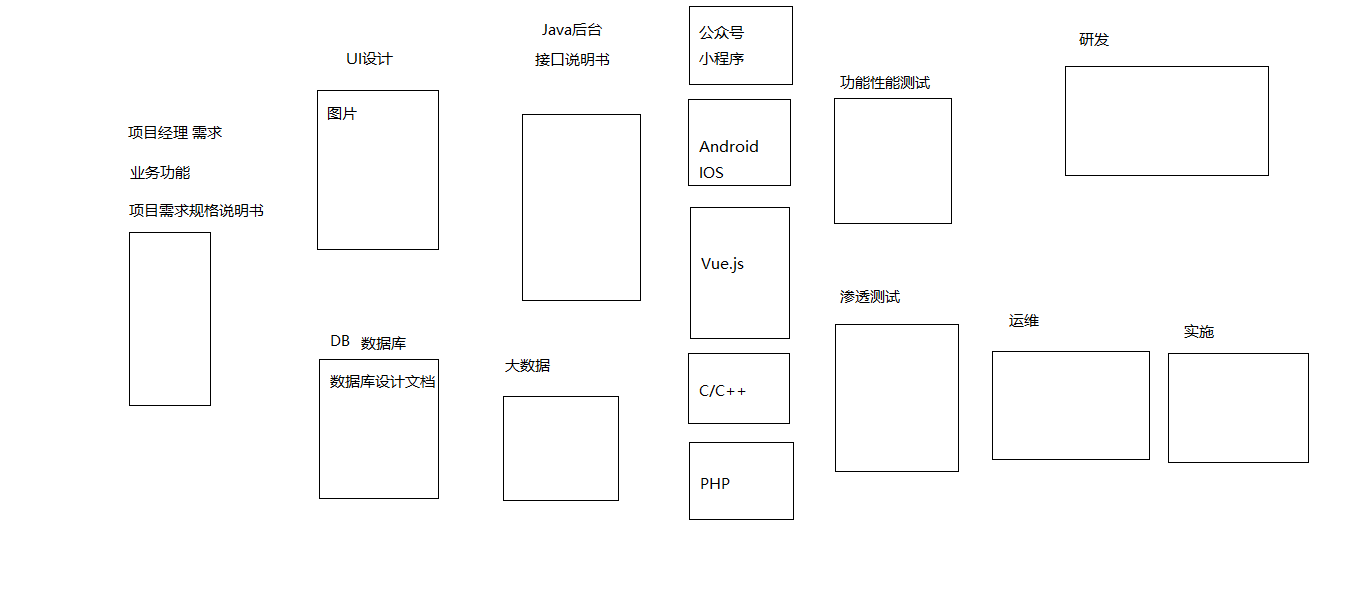 项目经理 需求
业务功能
项目需求规格说明书
UI设计
图片
DB 数据库
数据库设计文档
Java后台
接口说明书
大数据
公众号
小程序
Android
IOS
Vue.js
C/C++
PHP
功能性能测试
渗透测试
研发
运维
实施